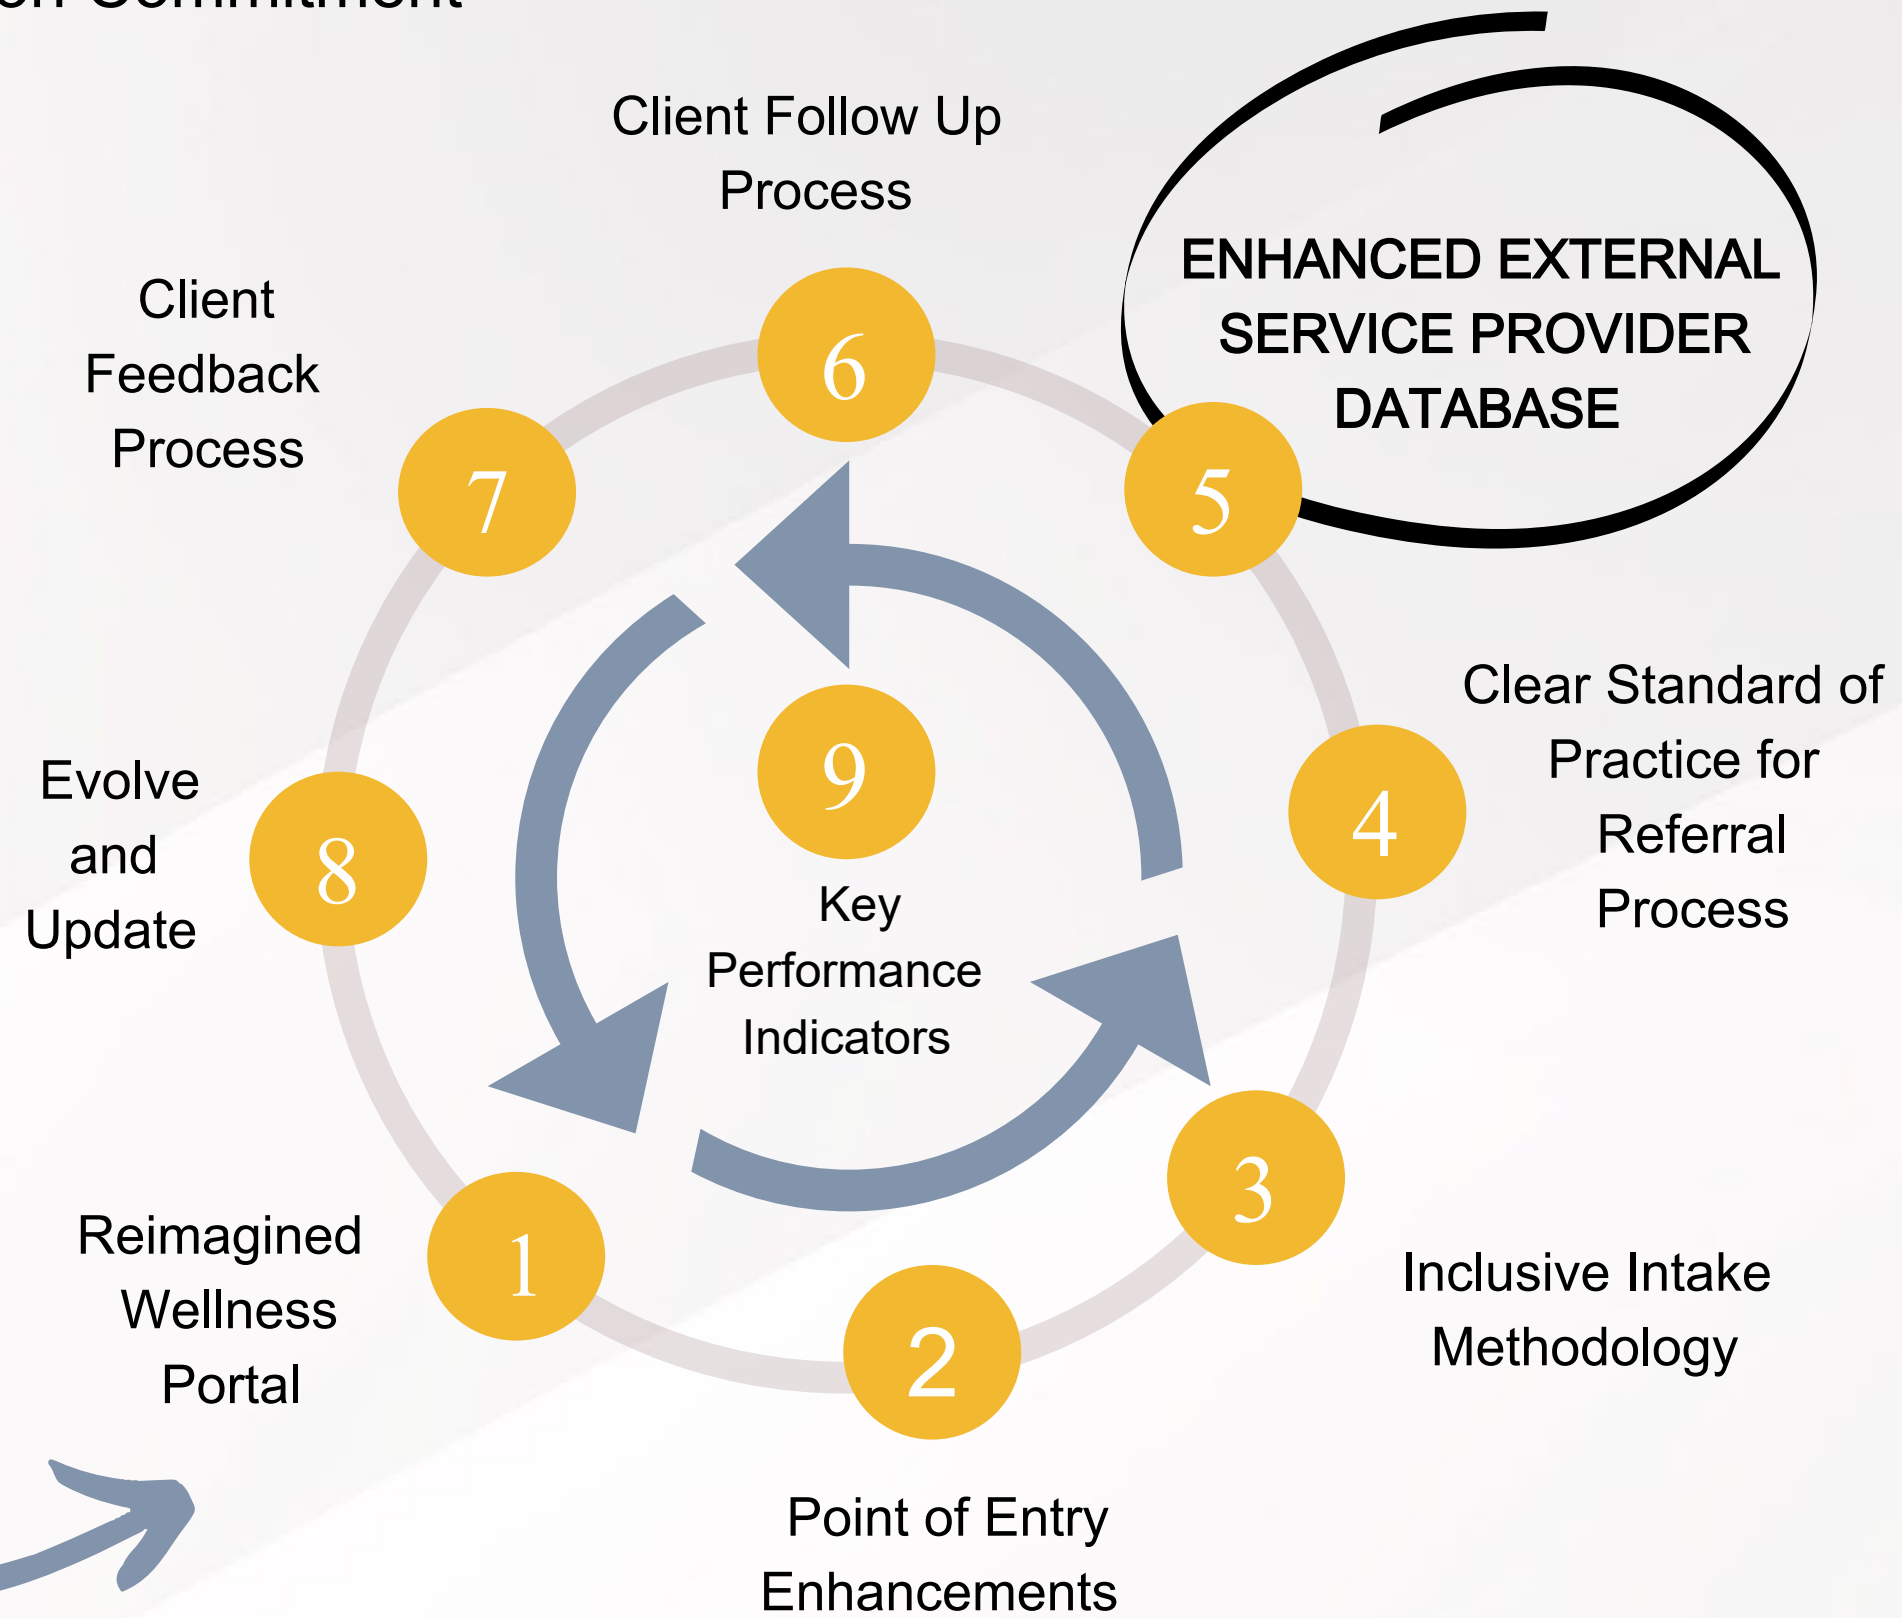 Commitment
Client Follow Up
Process
ENHANCED EXTERNAL
SERVICE PROVIDER
DATABASE
Client
Feedback
Process
6
7
5
Clear Standard of
Practice for
Referral
Process
Evolve
and
Update
9
4
8
Key
Performance
Indicators
3
Reimagined
Wellness
Portal
1
Inclusive Intake
Methodology
2
Point of Entry
Enhancements